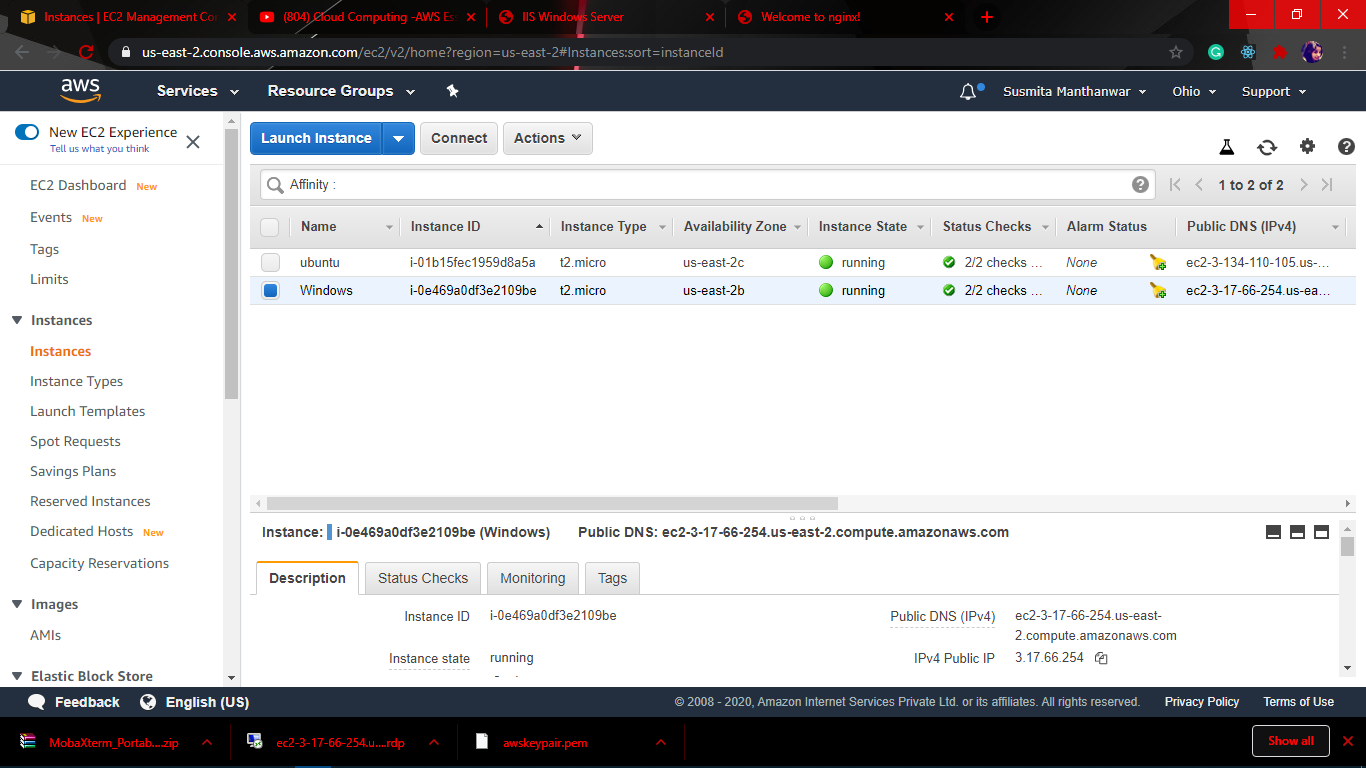 Instances | EC2 Management Co
(804) Cloud Computing -AWS Es
IIS Windows Server
Welcome to nginx!
us-east-2.console.aws.amazon.com/ec2/v2/home?region=us-east-2#Instances:sort=instanceId
aws
Services
Resource Groups
Susmita Manthanwar
Ohio
Support
New EC2 Experience
Tell us what you think
EC2 Dashboard New
Events New
Tags
Limits
Instances
Instances
Instance Types
Launch Templates
Spot Requests
Savings Plans
Reserved Instances
Dedicated Hosts New
Capacity Reservations
Images
AMIs
Elastic Block Store
Launch Instance
Connect
Actions
Affinity :
1 to 2 of 2
Name Instance ID Instance Type Availability Zone Instance State Status Checks Alarm Status Public DNS (IPv4)
ubuntu i-01b15fec1959d8a5a t2.micro us-east-2c running 2/2 checks ... None ec2-3-134-110-105.us-...
Windows i-0e469a0df3e2109be t2.micro us-east-2b running 2/2 checks ... None ec2-3-17-66-254.us-ea...
Instance: i-0e469a0df3e2109be (Windows) Public DNS: ec2-3-17-66-254.us-east-2.compute.amazonaws.com
Description
Status Checks
Monitoring
Tags
Instance ID i-0e469a0df3e2109be
Public DNS (IPv4) ec2-3-17-66-254.us-east-
2.compute.amazonaws.com
Instance state running
IPv4 Public IP 3.17.66.254
Feedback
English (US)
© 2008 - 2020, Amazon Internet Services Private Ltd. or its affiliates. All rights reserved.
Privacy Policy
Terms of Use
MobaXterm_Portab....zip
ec2-3-17-66-254.u....rdp
awskeypair.pem
Show all